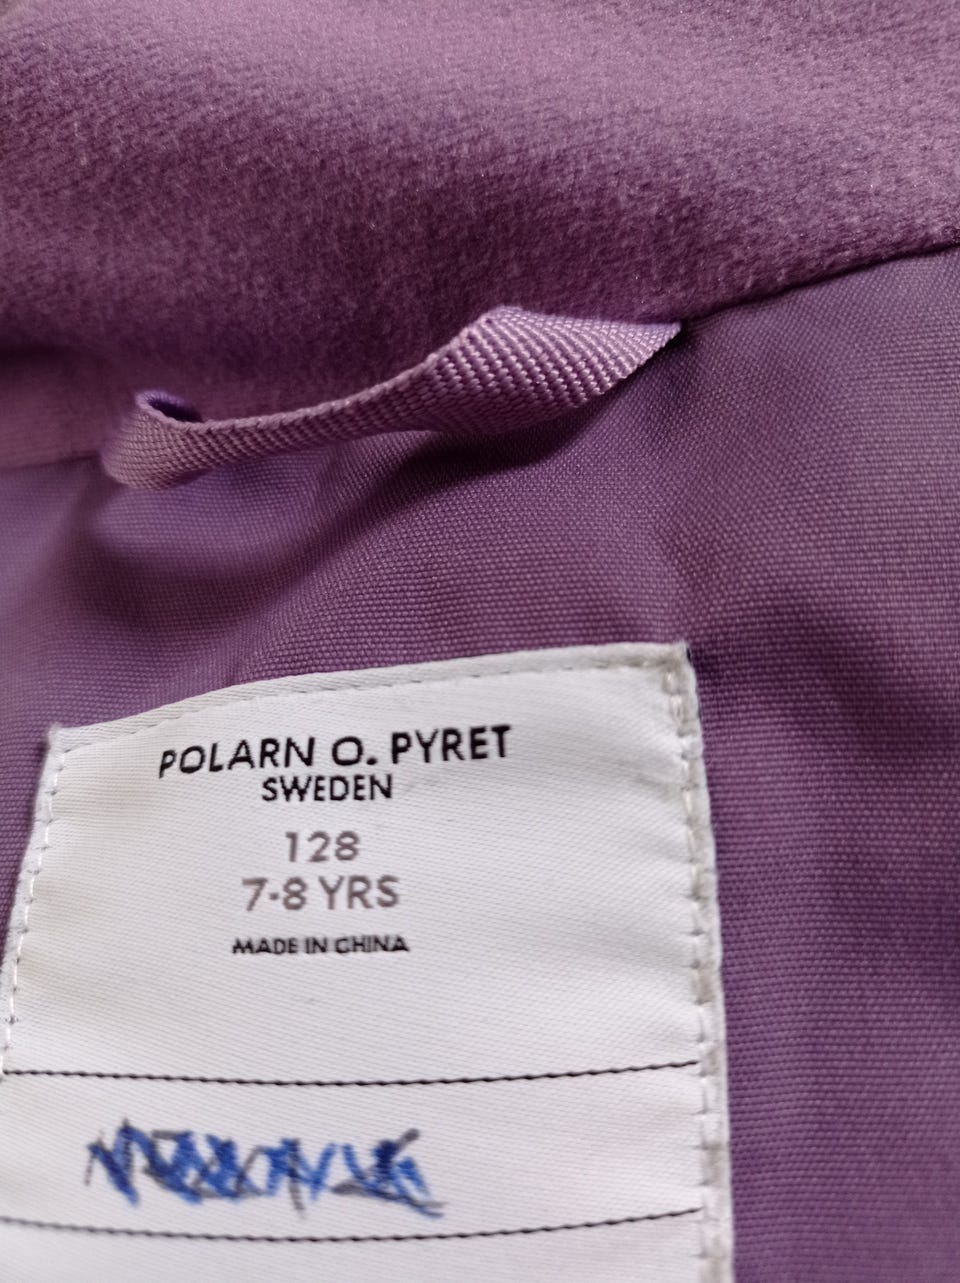 POLARN O. PYRET
SWEDEN
128
7-8 YRS
MADE IN CHINA